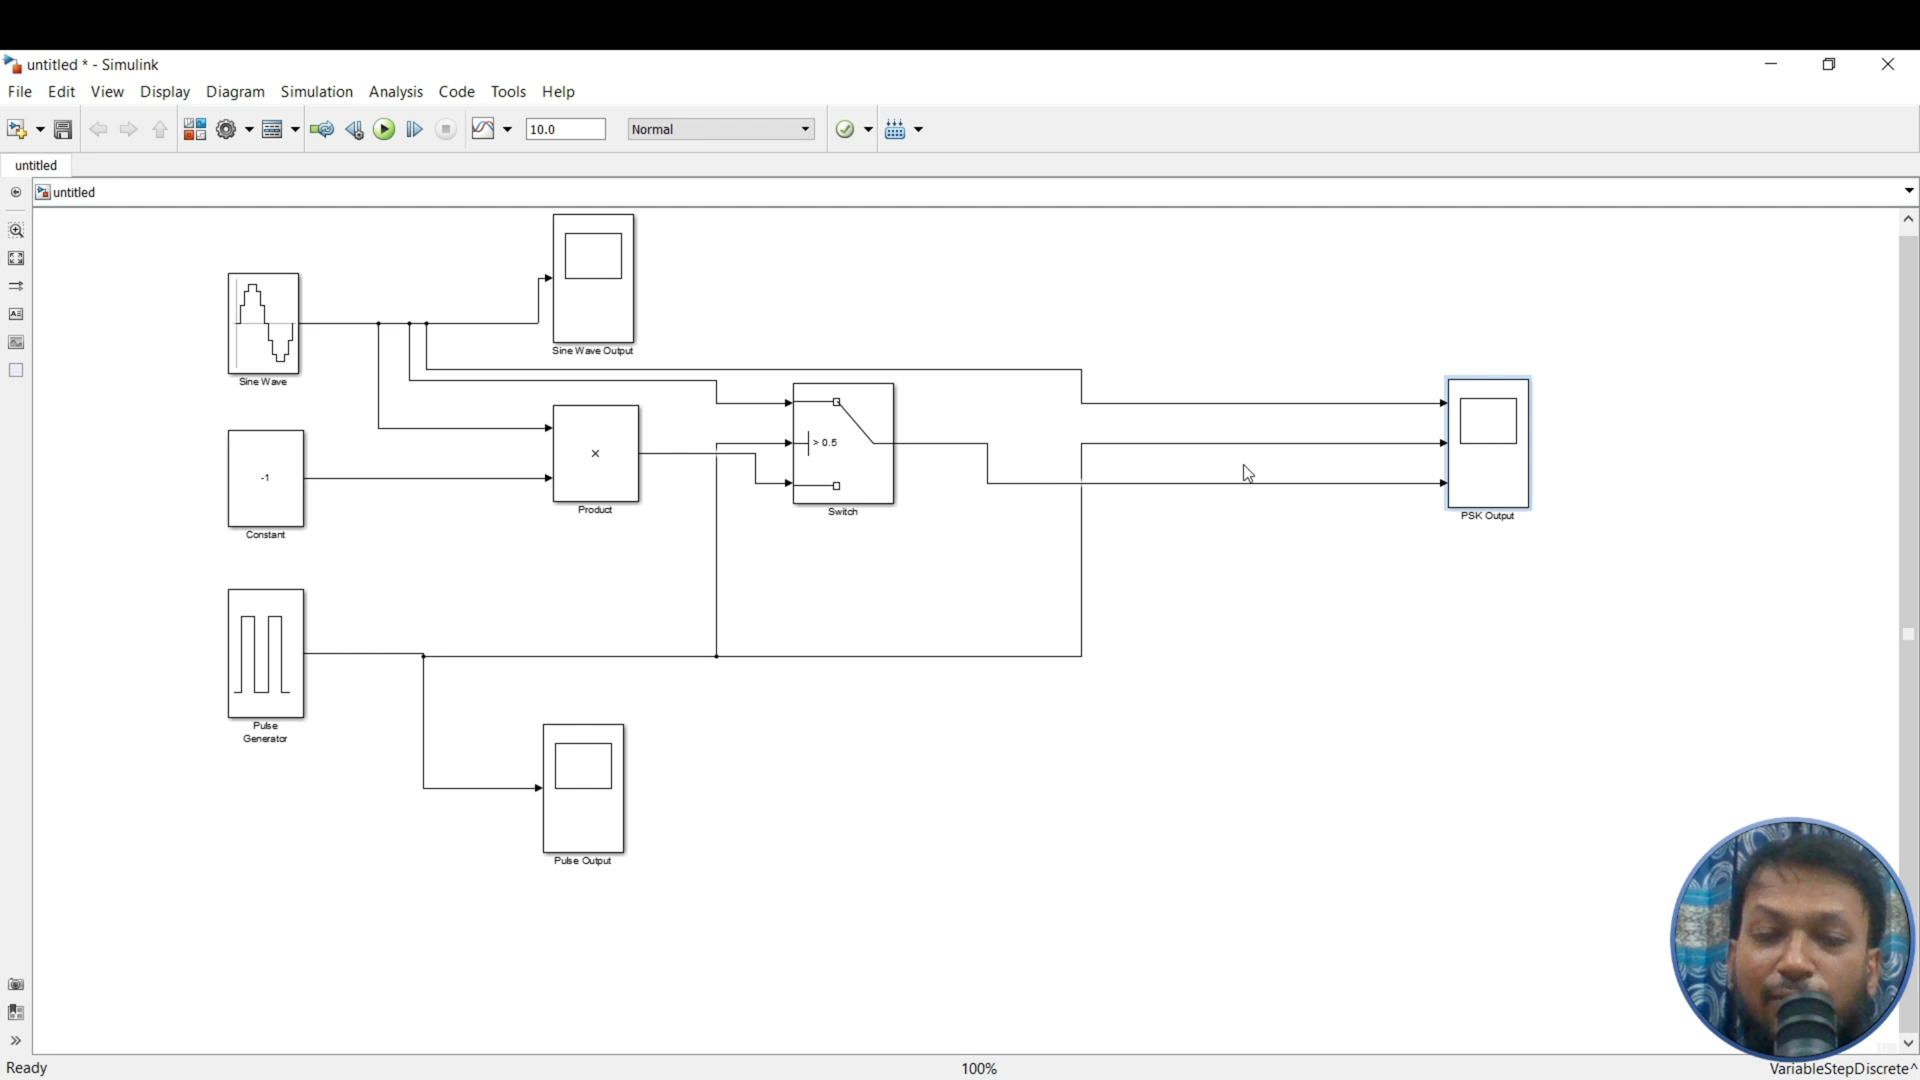 untitled * - Simulink
File Edit View Display Diagram Simulation Analysis Code Tools Help
10.0 Normal
untitled
untitled
Sine Wave Output
Sine Wave
> 0.5
×
-1
Product
Switch
PSK Output
Constant
Pulse
Generator
Pulse Output
Ready 100% VariableStepDiscrete^